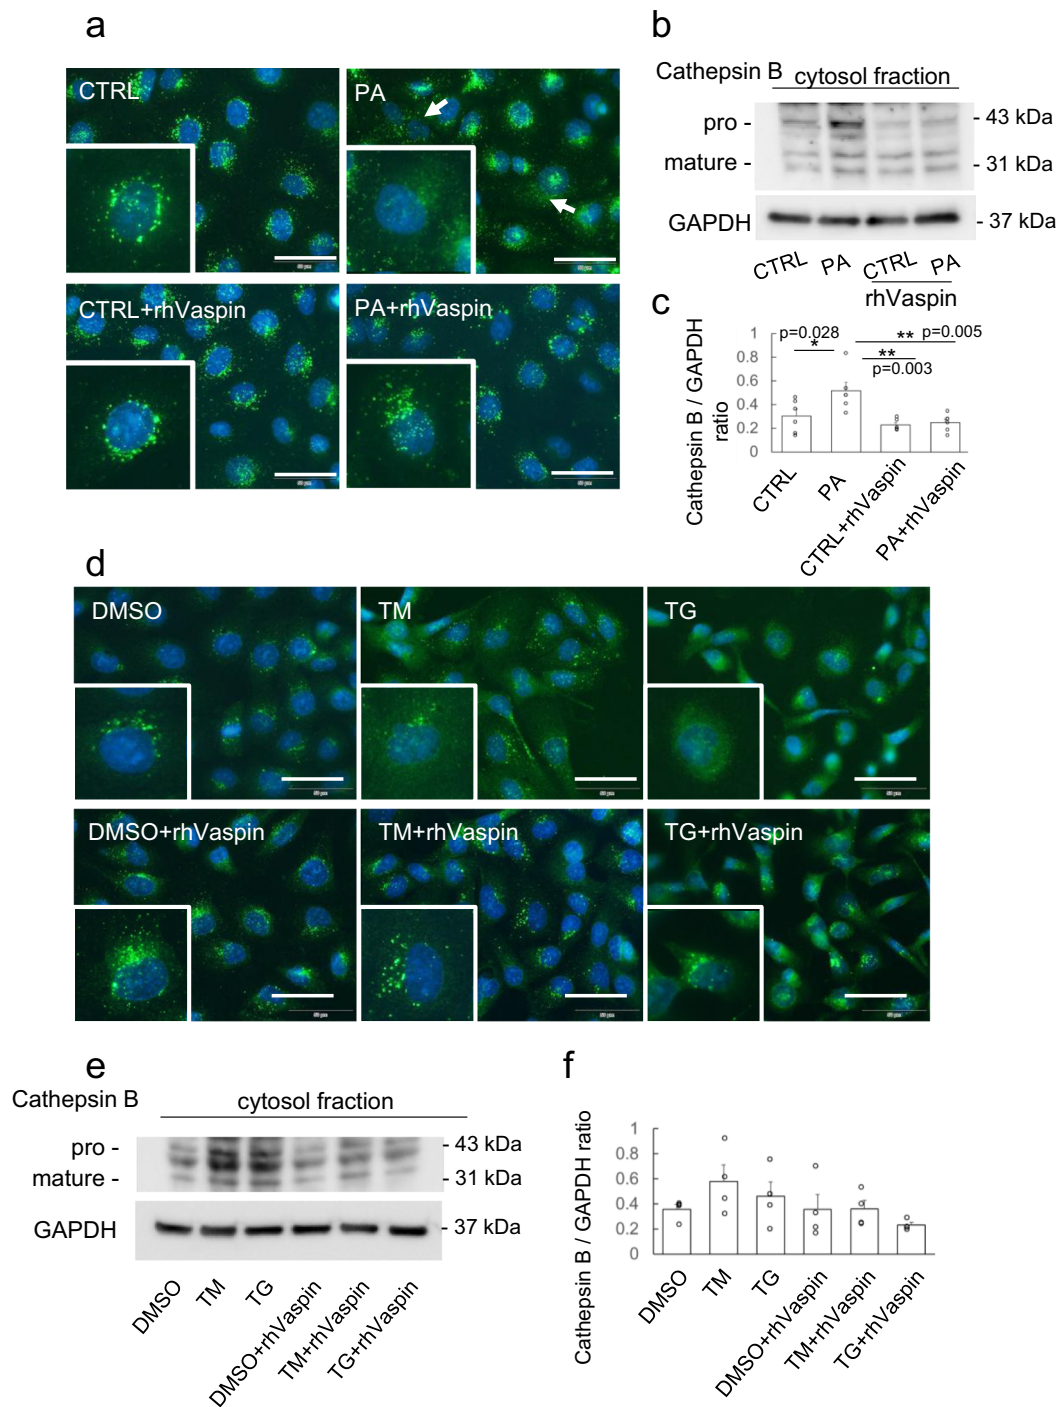 a
CTRL
PA
CTRL+rhVaspin
PA+rhVaspin
b
Cathepsin B
cytosol fraction
pro -
- 43 kDa
mature -
- 31 kDa
GAPDH
- 37 kDa
CTRL
PA
CTRL
PA
rhVaspin
c
Cathepsin B / GAPDH
ratio
1
0.8
0.6
0.4
0.2
0
p=0.028
*
** p=0.005
**
p=0.003
CTRL
PA
CTRL+rhVaspin
PA+rhVaspin
d
DMSO
TM
TG
DMSO+rhVaspin
TM+rhVaspin
TG+rhVaspin
e
Cathepsin B
cytosol fraction
pro -
- 43 kDa
mature -
- 31 kDa
GAPDH
- 37 kDa
DMSO
TM
TG
DMSO+rhVaspin
TM+rhVaspin
TG+rhVaspin
f
Cathepsin B / GAPDH ratio
1
0.8
0.6
0.4
0.2
0
DMSO
TM
TG
DMSO+rhVaspin
TM+rhVaspin
TG+rhVaspin